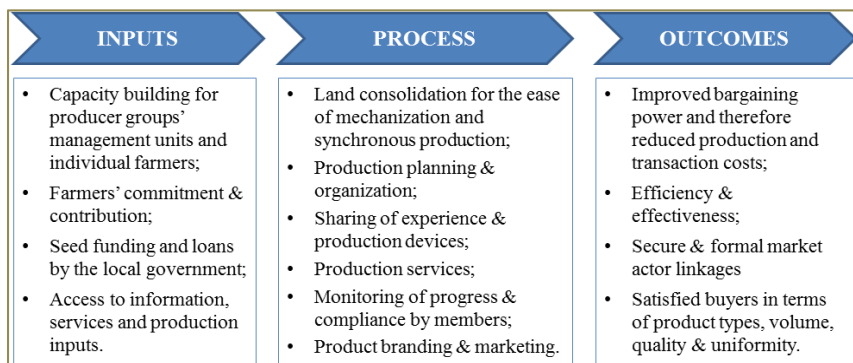 INPUTS
PROCESS
OUTCOMES
• Capacity building for
producer groups'
management units and
individual farmers;
• Farmers' commitment &
contribution;
• Seed funding and loans
by the local government;
• Access to information,
services and production
inputs.
• Land consolidation for the ease
of mechanization and
synchronous production;
• Production planning &
organization;
• Sharing of experience &
production devices;
• Production services;
• Monitoring of progress &
compliance by members;
• Product branding & marketing.
• Improved bargaining
power and therefore
reduced production and
transaction costs;
• Efficiency &
effectiveness;
• Secure & formal market
actor linkages
• Satisfied buyers in terms
of product types, volume,
quality & uniformity.